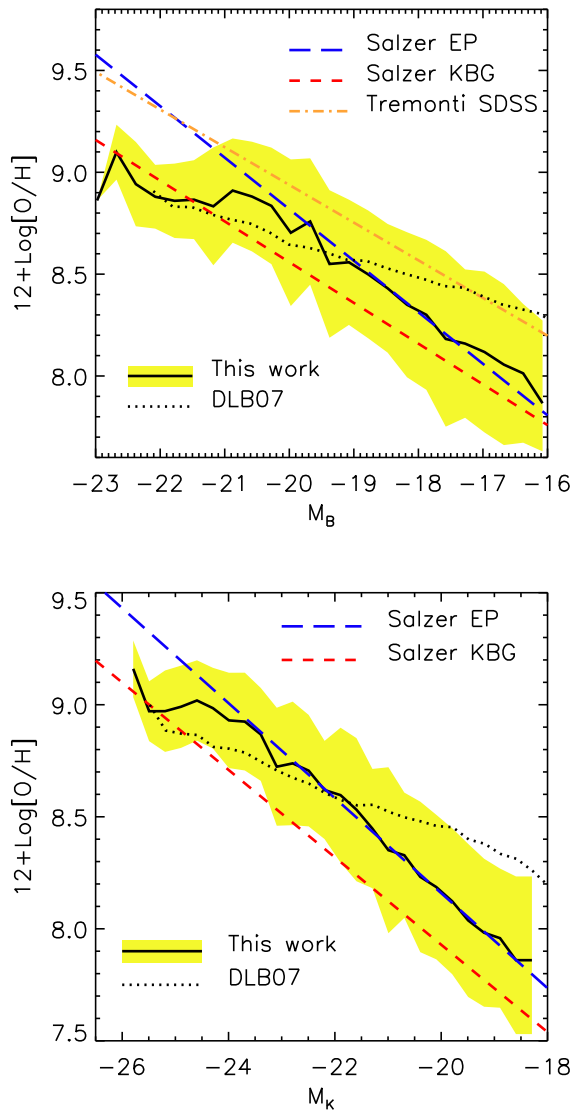 Salzer EP
Salzer KBG
Tremonti SDSS
9.5
9.0
8.5
8.0
12+Log[O/H]
This work
DLB07
−23 −22 −21 −20 −19 −18 −17 −16
M_B
Salzer EP
Salzer KBG
9.5
9.0
8.5
8.0
7.5
12+Log[O/H]
This work
DLB07
−26 −24 −22 −20 −18
M_K